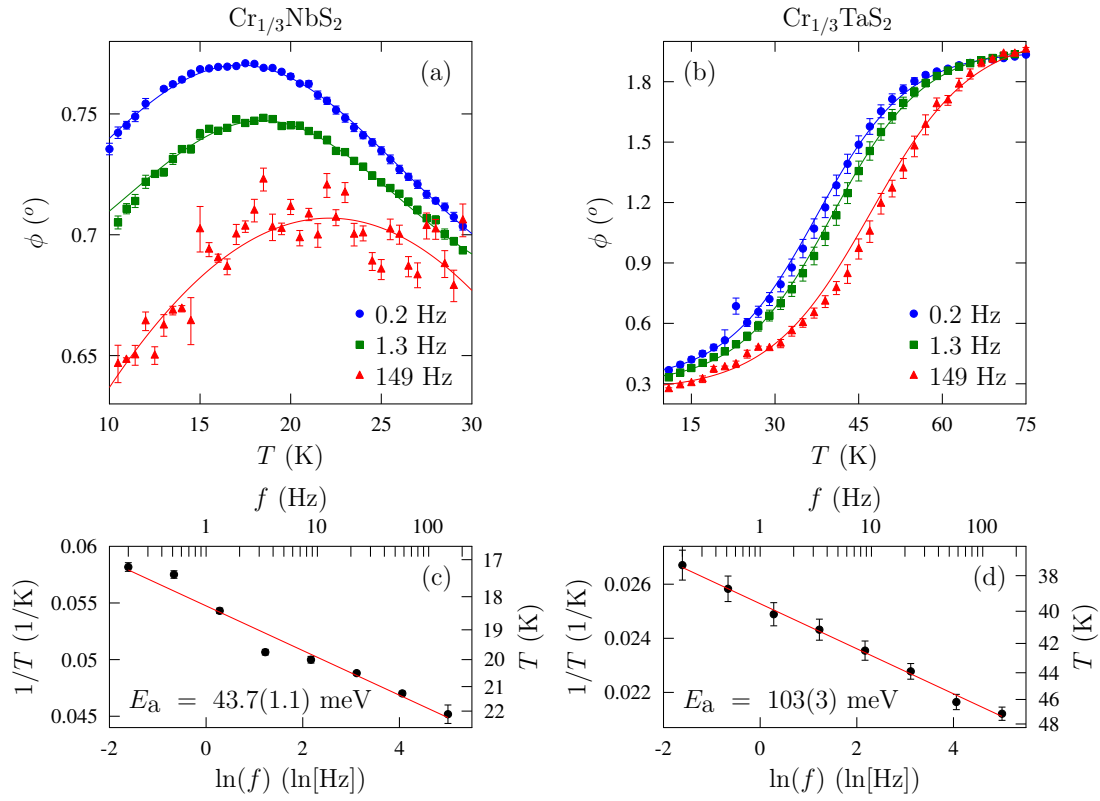 Cr1/3NbS2
Cr1/3TaS2
(a)
ϕ (o)
0.75
0.7
0.65
0.2 Hz
1.3 Hz
149 Hz
10 15 20 25 30
T (K)
(b)
ϕ (o)
1.8
1.5
1.2
0.9
0.6
0.3
0.2 Hz
1.3 Hz
149 Hz
15 30 45 60 75
T (K)
f (Hz)
1 10 100
(c)
1/T (1/K)
0.06
0.055
0.05
0.045
17
18
19
20
21
22
T (K)
Ea = 43.7(1.1) meV
-2 0 2 4
ln(f) (ln[Hz])
f (Hz)
1 10 100
(d)
1/T (1/K)
0.026
0.024
0.022
38
40
42
44
46
48
T (K)
Ea = 103(3) meV
-2 0 2 4
ln(f) (ln[Hz])